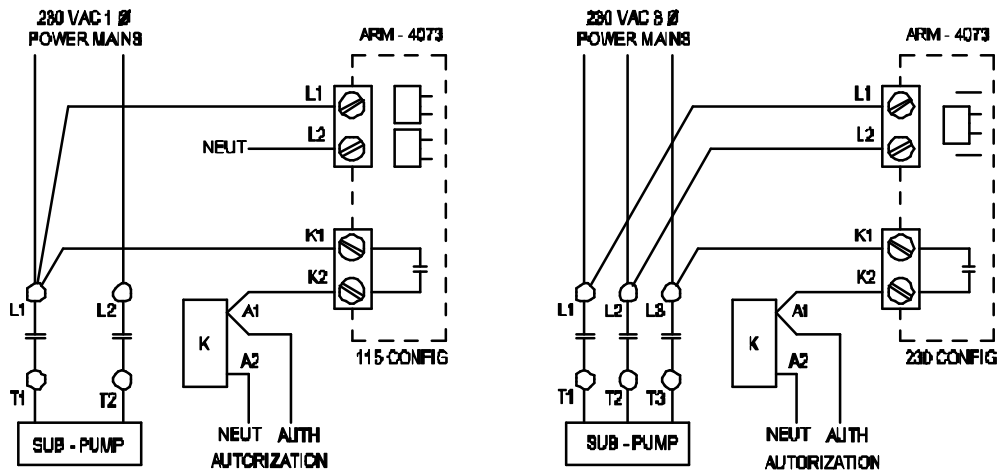 230 VAC 1 Ø
POWER MAINS
ARM - 4073
L1
L2
NEUT
K1
K2
L1
L2
A1
K
A2
115 CONFIG
T1
T2
SUB - PUMP
NEUT AUTH
AUTORIZATION
230 VAC 3 Ø
POWER MAINS
ARM - 4073
L1
L2
K1
K2
L1
L2
L3
A1
K
A2
230 CONFIG
T1
T2
T3
SUB - PUMP
NEUT AUTH
AUTORIZATION